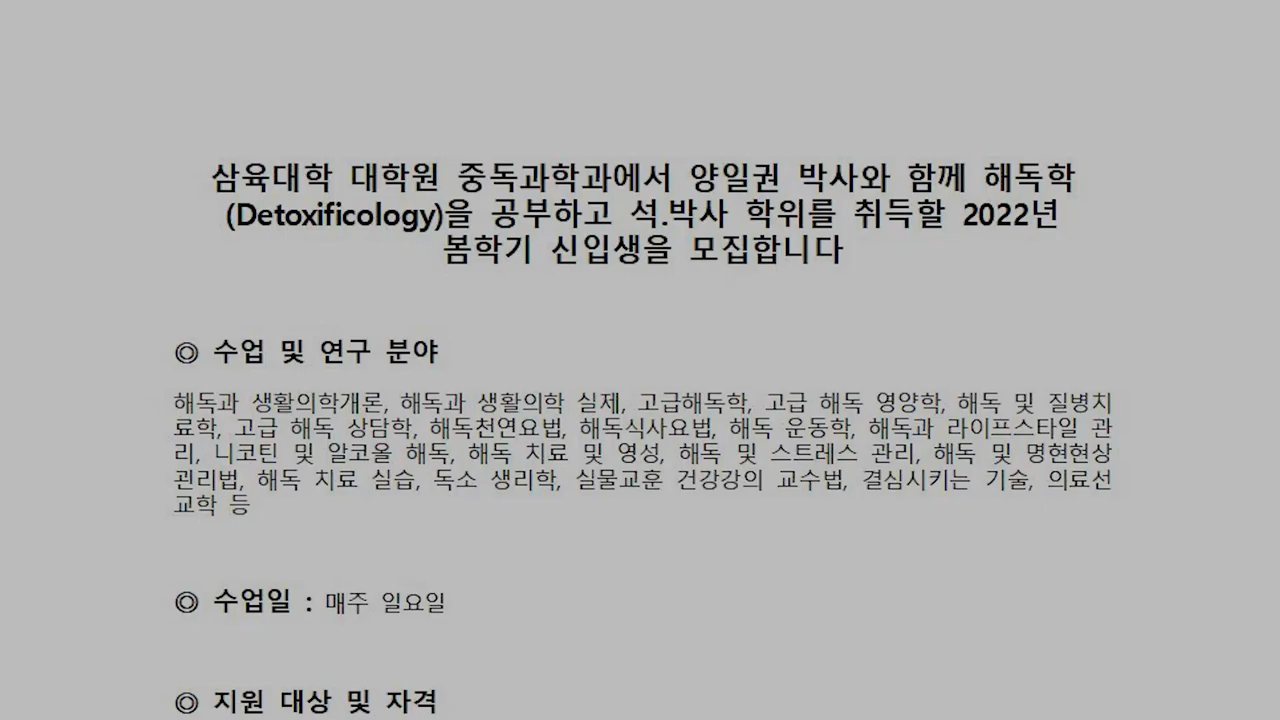 삼육대학 대학원 중독과학과에서 양일권 박사와 함께 해독학
(Detoxificology)을 공부하고 석.박사 학위를 취득할 2022년
봄학기 신입생을 모집합니다
◎ 수업 및 연구 분야
해독과 생활의학개론, 해독과 생활의학 실제, 고급해독학, 고급 해독 영양학, 해독 및 질병치
료학, 고급 해독 상담학, 해독천연요법, 해독식사요법, 해독 운동학, 해독과 라이프스타일 관
리, 니코틴 및 알코올 해독, 해독 치료 및 영성, 해독 및 스트레스 관리, 해독 및 명현현상
관리법, 해독 치료 실습, 독소 생리학, 실물교훈 건강강의 교수법, 결심시키는 기술, 의료선
교학 등
◎ 수업일 : 매주 일요일
◎ 지원 대상 및 자격